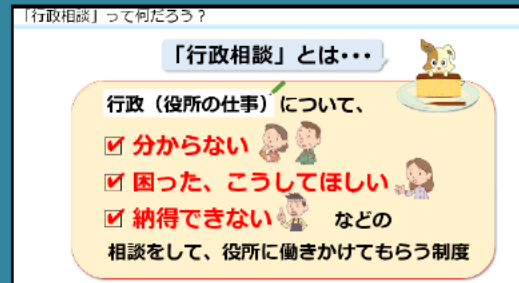 「行政相談」って何だろう？
「行政相談」とは･･･
行政（役所の仕事）について、
分からない
困った、こうしてほしい
納得できない などの
相談をして、役所に働きかけてもらう制度